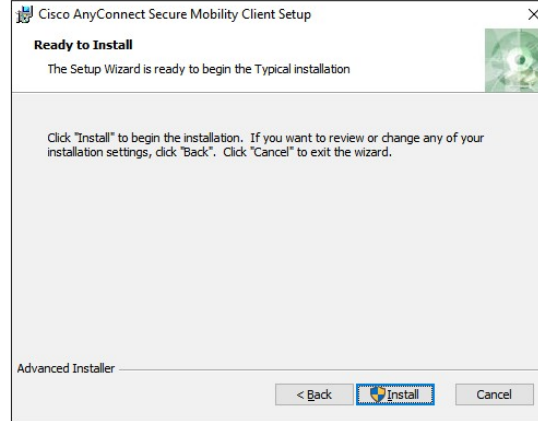 Cisco AnyConnect Secure Mobility Client Setup
Ready to Install
The Setup Wizard is ready to begin the Typical installation
Click "Install" to begin the installation. If you want to review or change any of your
installation settings, click "Back". Click "Cancel" to exit the wizard.
Advanced Installer
< Back
Install
Cancel